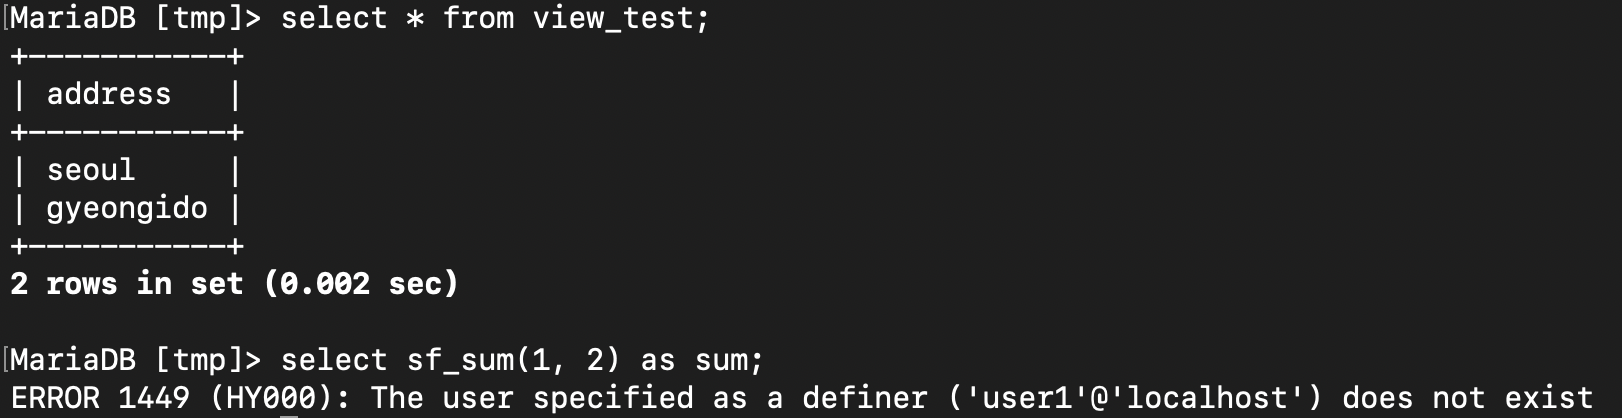 [MariaDB [tmp]> select * from view_test;
+-----------+
| address   |
+-----------+
| seoul     |
| gyeongido |
+-----------+
2 rows in set (0.002 sec)

[MariaDB [tmp]> select sf_sum(1, 2) as sum;
ERROR 1449 (HY000): The user specified as a definer ('user1'@'localhost') does not exist